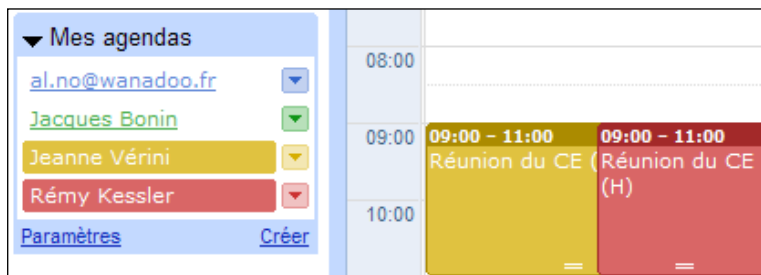 Mes agendas
al.no@wanadoo.fr
Jacques Bonin
Jeanne Vérini
Rémy Kessler
Paramètres Créer
08:00
09:00
10:00
09:00 – 11:00
Réunion du CE (
09:00 – 11:00
Réunion du CE
(H)